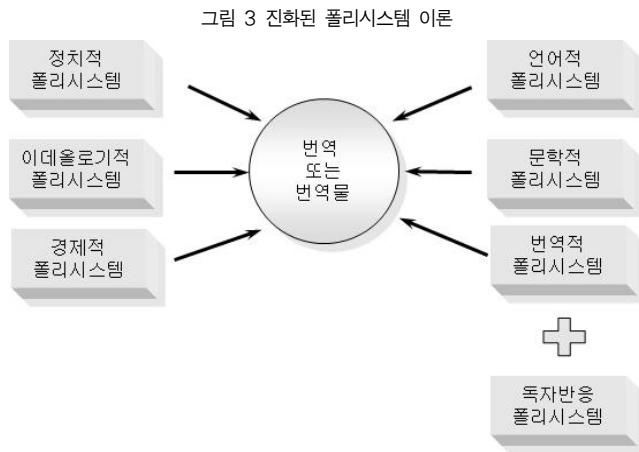 그림 3 진화된 폴리시스템 이론
정치적
폴리시스템
이데올로기적
폴리시스템
경제적
폴리시스템
번역
또는
번역물
언어적
폴리시스템
문학적
폴리시스템
번역적
폴리시스템
독자반응
폴리시스템